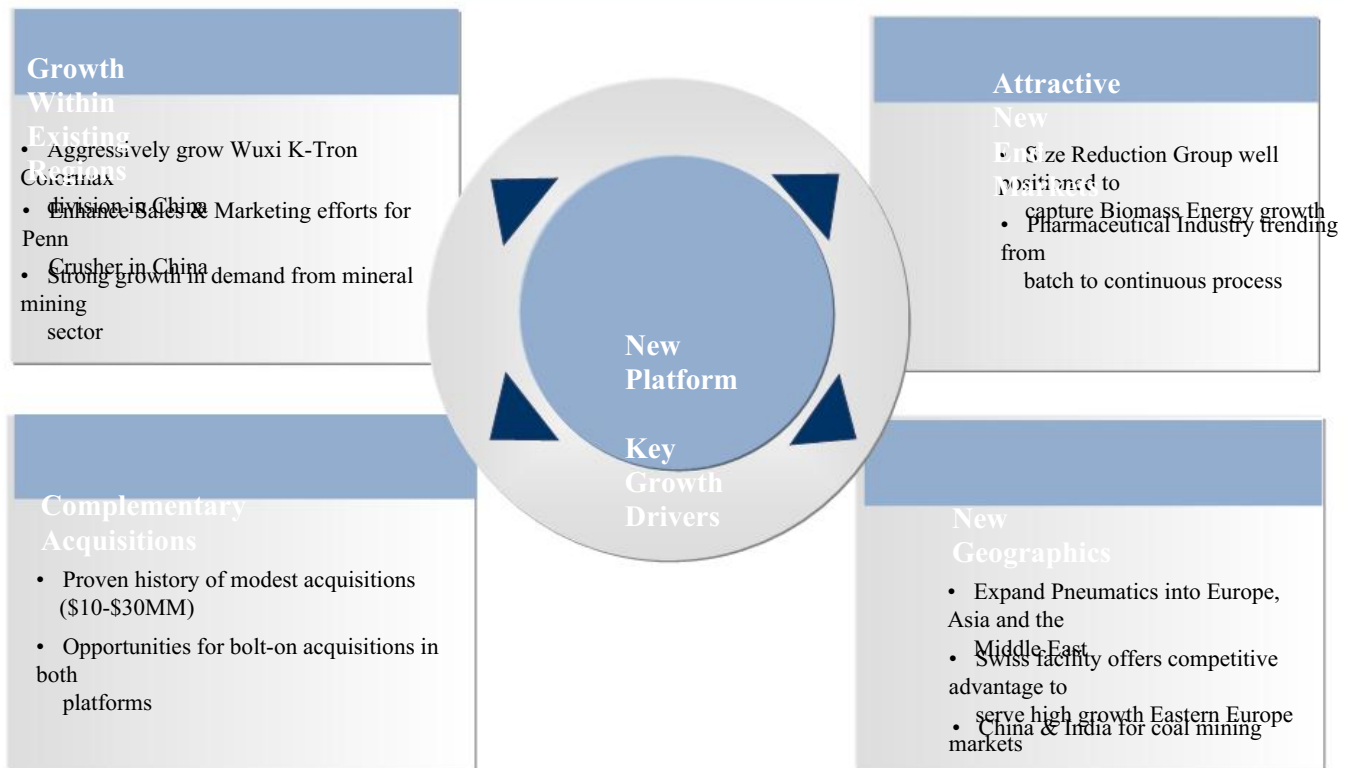 Growth
Within
Existing
Regions
• Aggressively grow Wuxi K-Tron
Colormax
division in China
• Enhance Sales & Marketing efforts for
Penn
Crusher in China
• Strong growth in demand from mineral
mining
sector
Attractive
New
End
Markets
• Size Reduction Group well
positioned to
capture Biomass Energy growth
• Pharmaceutical Industry trending
from
batch to continuous process
New
Platform
Key
Growth
Drivers
Complementary
Acquisitions
• Proven history of modest acquisitions
($10-$30MM)
• Opportunities for bolt-on acquisitions in
both
platforms
New
Geographics
• Expand Pneumatics into Europe,
Asia and the
Middle East
• Swiss facility offers competitive
advantage to
serve high growth Eastern Europe
markets
• China & India for coal mining